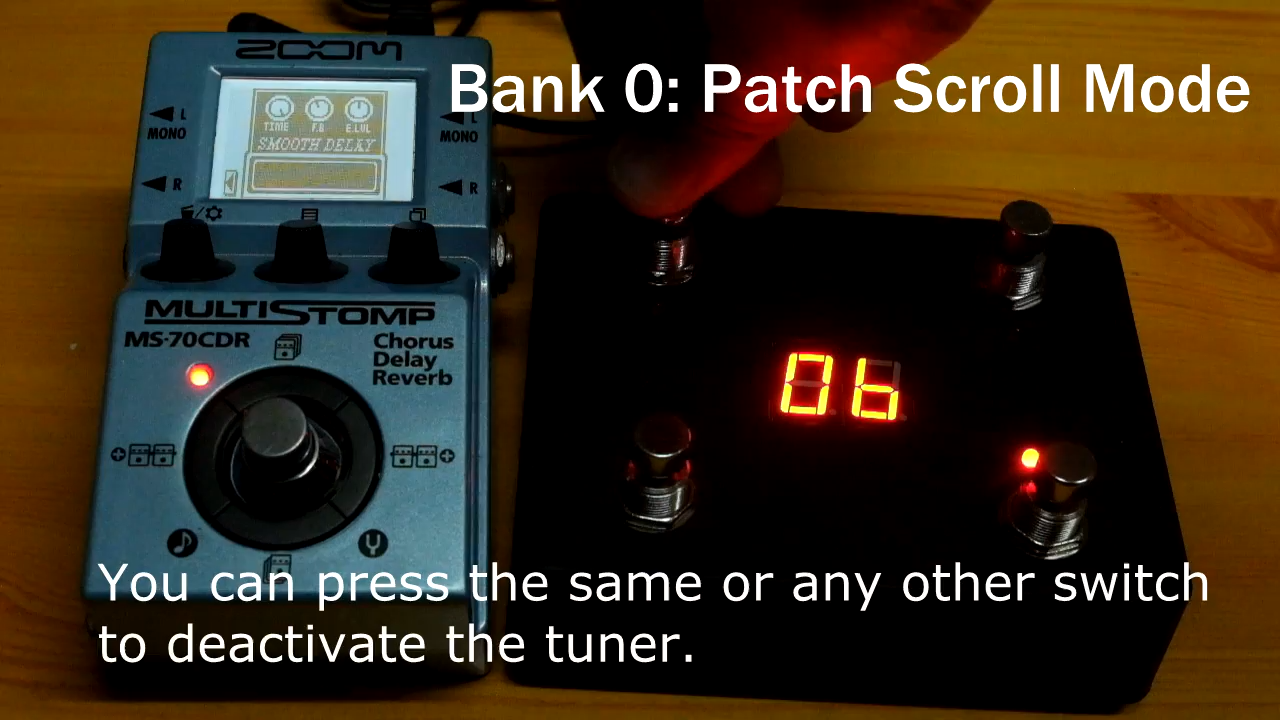 ZOOM
Bank 0: Patch Scroll Mode
L
MONO
R
L
MONO
R
TIME F.B E.LVL
SMOOTH DELAY
MULTISTOMP
MS-70CDR
Chorus
Delay
Reverb
0b
You can press the same or any other switch
to deactivate the tuner.